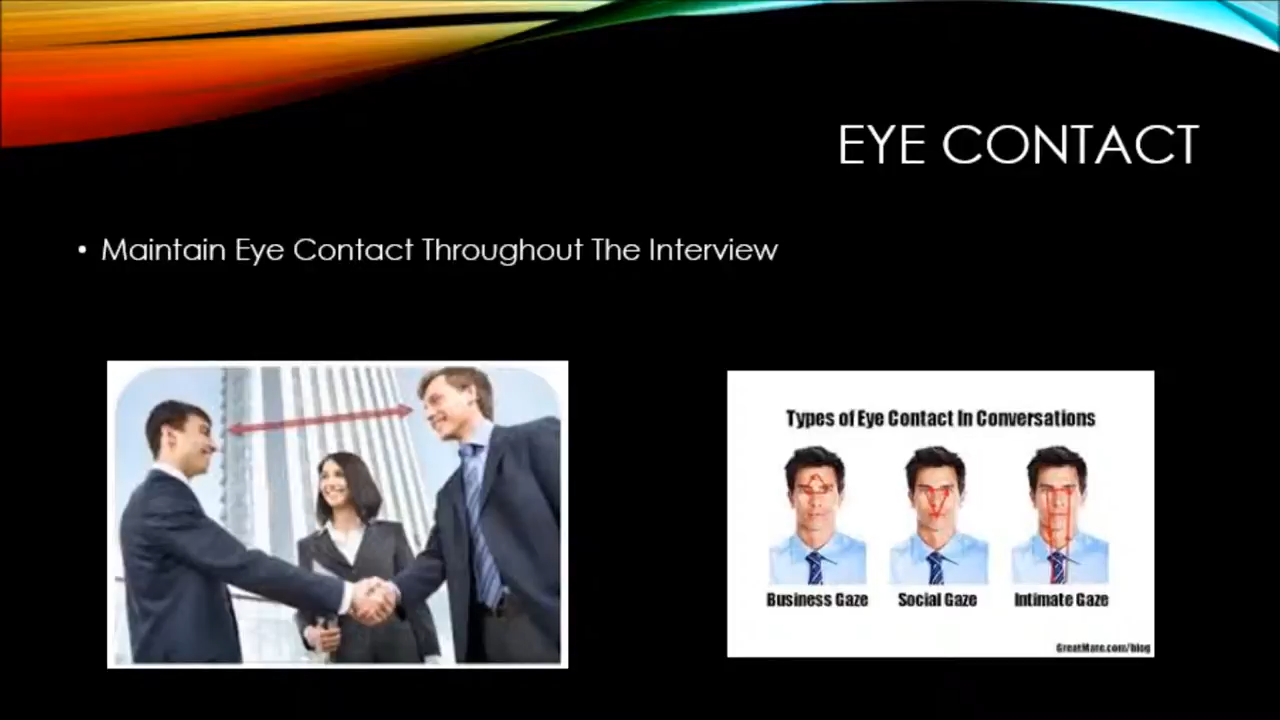 EYE CONTACT
• Maintain Eye Contact Throughout The Interview
Types of Eye Contact In Conversations
Business Gaze Social Gaze Intimate Gaze
GreatMate.com/blog